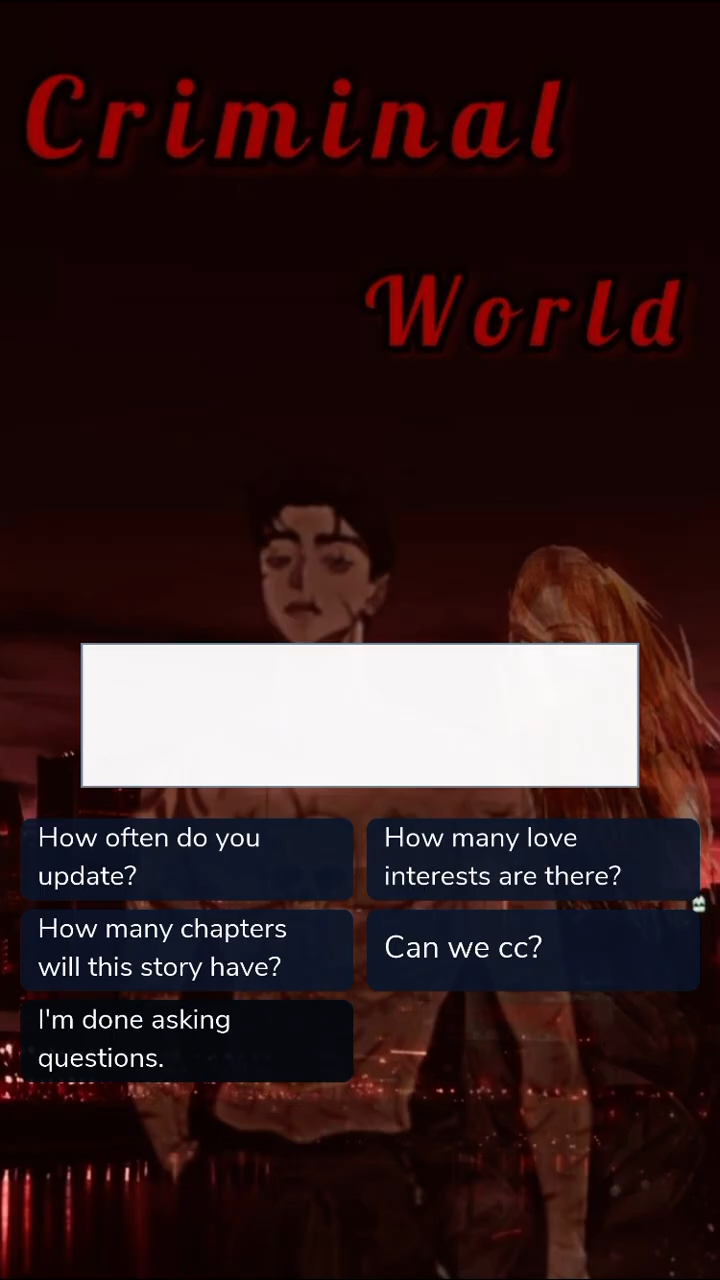 Criminal
World
How often do you
update?
How many love
interests are there?
How many chapters
will this story have?
Can we cc?
I'm done asking
questions.